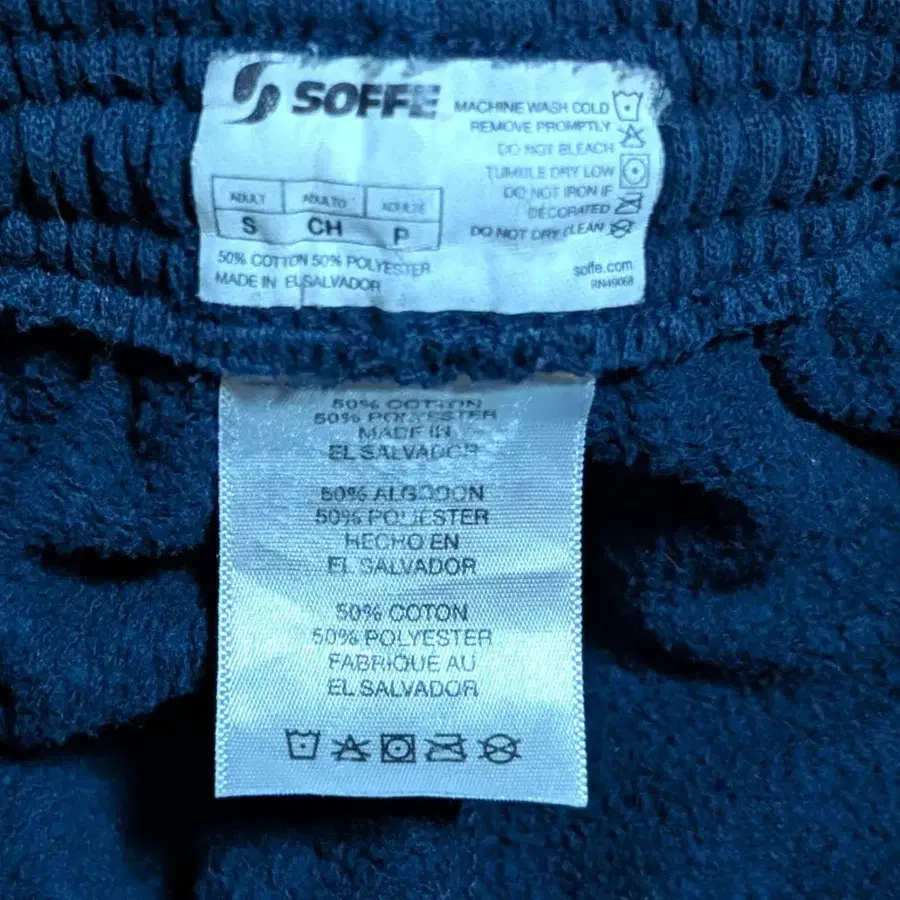 SOFFE
MACHINE WASH COLD
REMOVE PROMPTLY
DO NOT BLEACH
TUMBLE DRY LOW
DO NOT IRON IF
DECORATED
DO NOT DRY CLEAN
ADULT ADULTO ADULTE
S CH P
50% COTTON 50% POLYESTER
MADE IN EL SALVADOR
soffe.com
RN49068
50% COTTON
50% POLYESTER
MADE IN
EL SALVADOR
50% ALGODON
50% POLIESTER
HECHO EN
EL SALVADOR
50% COTON
50% POLYESTER
FABRIQUE AU
EL SALVADOR